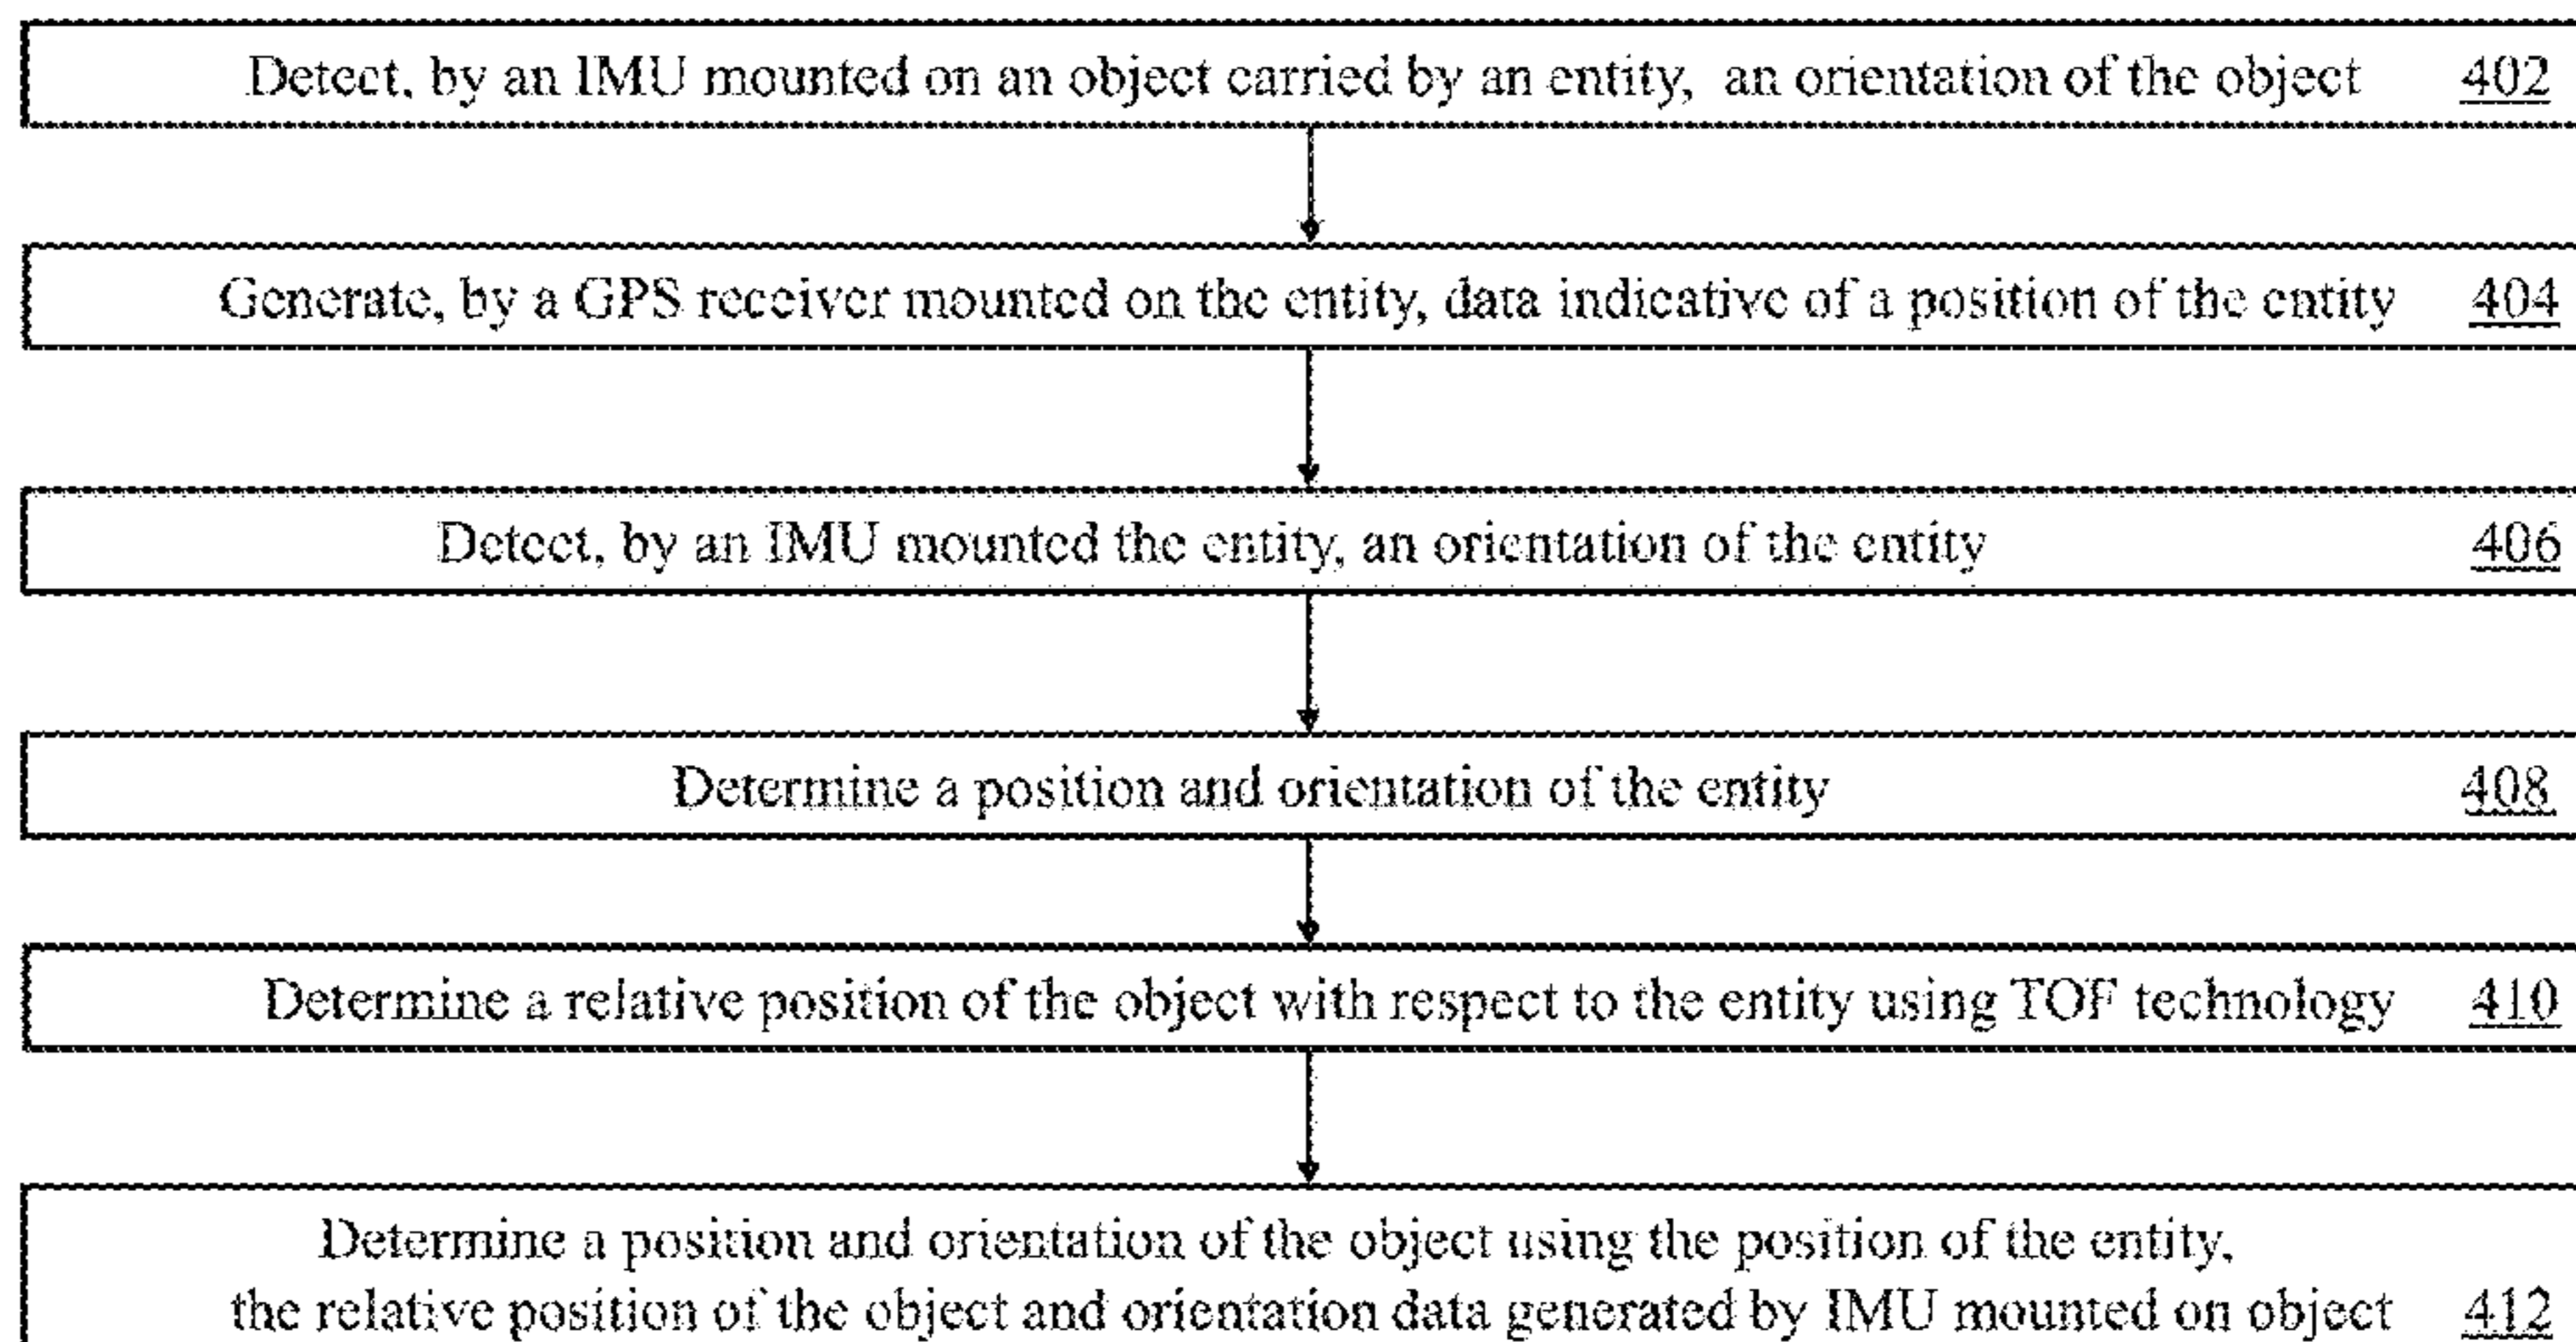 Detect, by an IMU mounted on an object carried by an entity, an orientation of the object 402
Generate, by a GPS receiver mounted on the entity, data indicative of a position of the entity 404
Detect, by an IMU mounted the entity, an orientation of the entity 406
Determine a position and orientation of the entity 408
Determine a relative position of the object with respect to the entity using TOF technology 410
Determine a position and orientation of the object using the position of the entity,
the relative position of the object and orientation data generated by IMU mounted on object 412